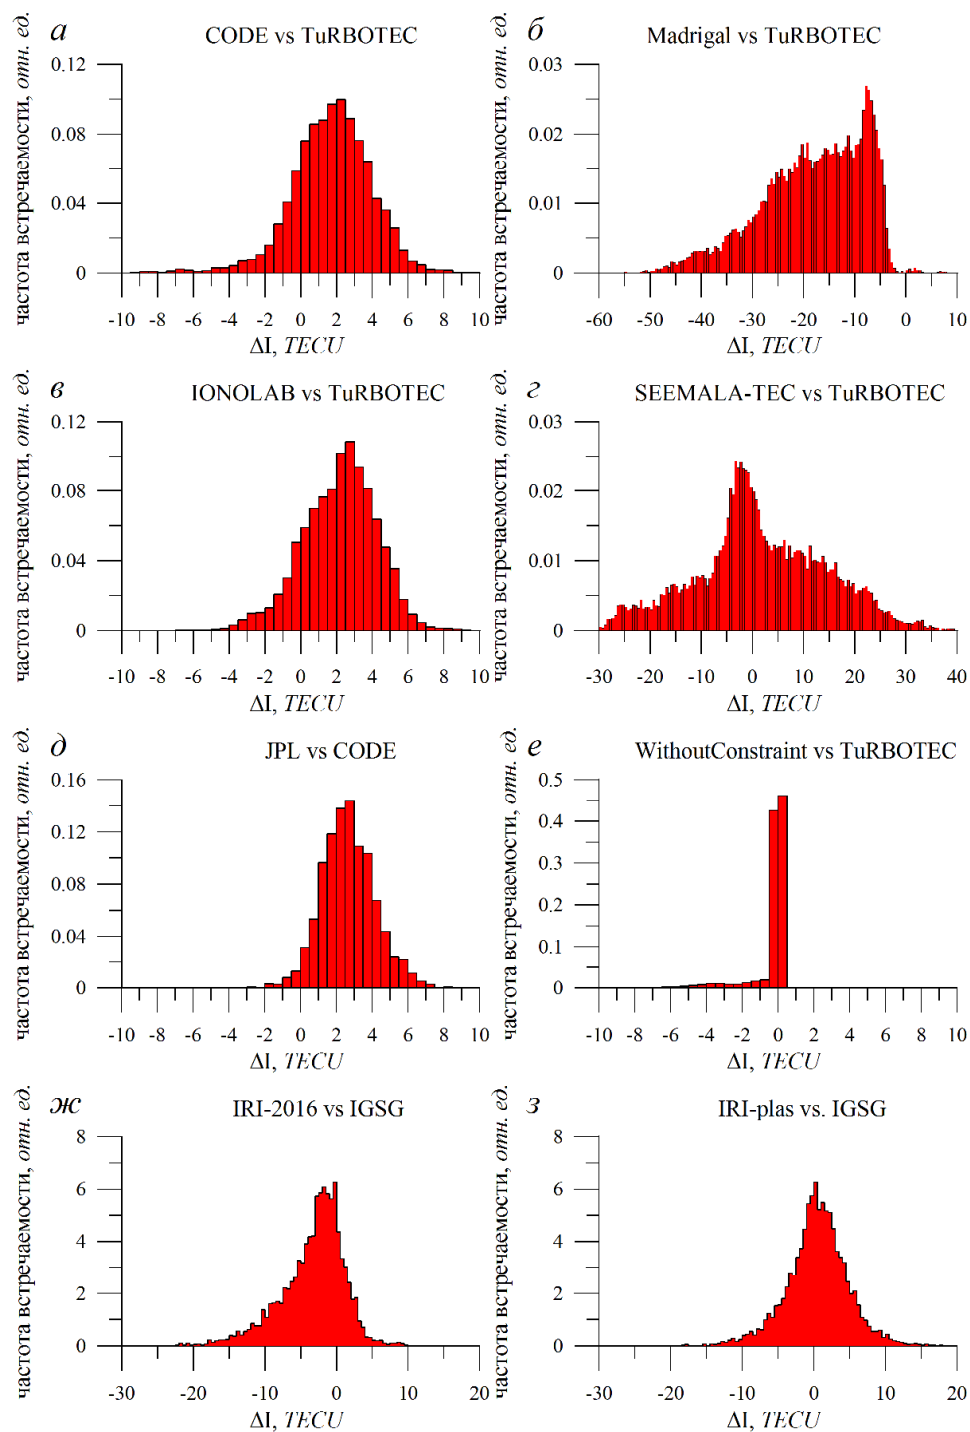 а CODE vs TuRBOTEC
частота встречаемости, отн. ед.
0.12
0.08
0.04
0
-10 -8 -6 -4 -2 0 2 4 6 8 10
ΔI, TECU
б Madrigal vs TuRBOTEC
частота встречаемости, отн. ед.
0.03
0.02
0.01
0
-60 -50 -40 -30 -20 -10 0 10
ΔI, TECU
в IONOLAB vs TuRBOTEC
частота встречаемости, отн. ед.
0.12
0.08
0.04
0
-10 -8 -6 -4 -2 0 2 4 6 8 10
ΔI, TECU
г SEEMALA-TEC vs TuRBOTEC
частота встречаемости, отн. ед.
0.03
0.02
0.01
0
-30 -20 -10 0 10 20 30 40
ΔI, TECU
д JPL vs CODE
частота встречаемости, отн. ед.
0.16
0.12
0.08
0.04
0
-10 -8 -6 -4 -2 0 2 4 6 8 10
ΔI, TECU
е WithoutConstraint vs TuRBOTEC
частота встречаемости, отн. ед.
0.5
0.4
0.3
0.2
0.1
0
-10 -8 -6 -4 -2 0 2 4 6 8 10
ΔI, TECU
ж IRI-2016 vs IGSG
частота встречаемости, отн. ед.
8
6
4
2
0
-30 -20 -10 0 10 20
ΔI, TECU
з IRI-plas vs. IGSG
частота встречаемости, отн. ед.
8
6
4
2
0
-30 -20 -10 0 10 20
ΔI, TECU